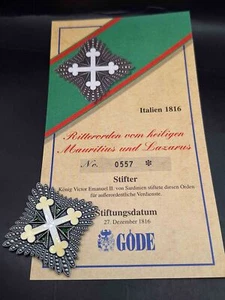 Italien 1816
Ritterorden vom heiligen
Mauritius und Lazarus
No. 0557 ✻
Stifter
König Victor Emanuel II. von Sardinien stiftete diesen Orden
für außerordentliche Verdienste.
Stiftungsdatum
27. Dezember 1816
GÖDE